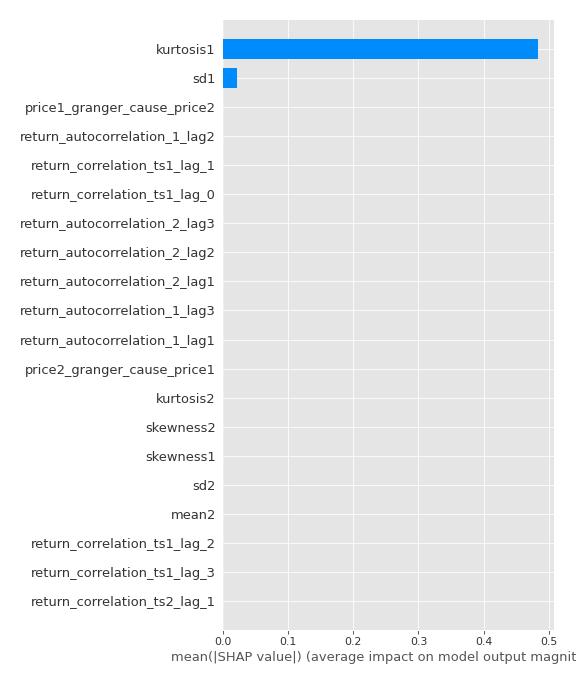 kurtosis1
sd1
price1_granger_cause_price2
return_autocorrelation_1_lag2
return_correlation_ts1_lag_1
return_correlation_ts1_lag_0
return_autocorrelation_2_lag3
return_autocorrelation_2_lag2
return_autocorrelation_2_lag1
return_autocorrelation_1_lag3
return_autocorrelation_1_lag1
price2_granger_cause_price1
kurtosis2
skewness2
skewness1
sd2
mean2
return_correlation_ts1_lag_2
return_correlation_ts1_lag_3
return_correlation_ts2_lag_1
0.0 0.1 0.2 0.3 0.4 0.5
mean(|SHAP value|) (average impact on model output magnit